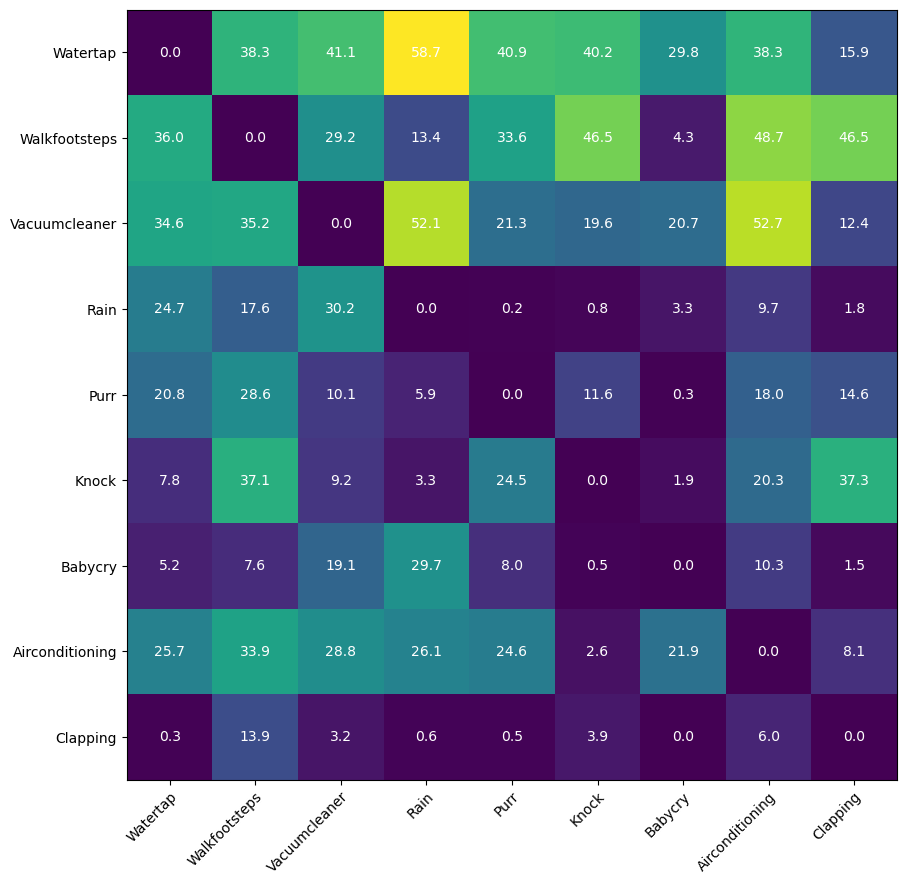 Watertap 0.0 38.3 41.1 58.7 40.9 40.2 29.8 38.3 15.9
Walkfootsteps 36.0 0.0 29.2 13.4 33.6 46.5 4.3 48.7 46.5
Vacuumcleaner 34.6 35.2 0.0 52.1 21.3 19.6 20.7 52.7 12.4
Rain 24.7 17.6 30.2 0.0 0.2 0.8 3.3 9.7 1.8
Purr 20.8 28.6 10.1 5.9 0.0 11.6 0.3 18.0 14.6
Knock 7.8 37.1 9.2 3.3 24.5 0.0 1.9 20.3 37.3
Babycry 5.2 7.6 19.1 29.7 8.0 0.5 0.0 10.3 1.5
Airconditioning 25.7 33.9 28.8 26.1 24.6 2.6 21.9 0.0 8.1
Clapping 0.3 13.9 3.2 0.6 0.5 3.9 0.0 6.0 0.0
Watertap Walkfootsteps Vacuumcleaner Rain Purr Knock Babycry Airconditioning Clapping